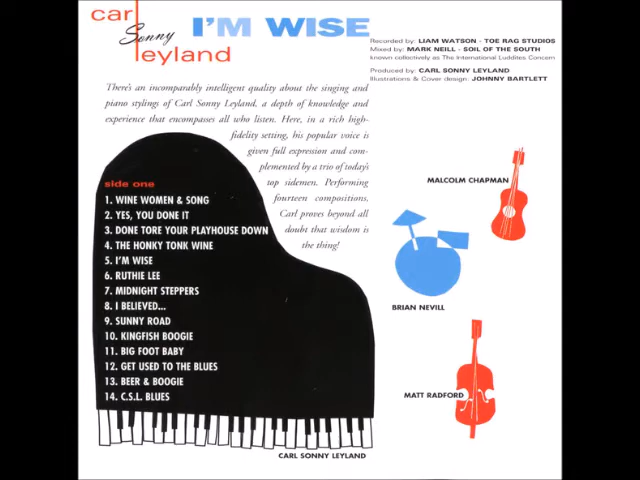 carl
Sonny
leyland
I'M WISE
Recorded by: LIAM WATSON - TOE RAG STUDIOS
Mixed by: MARK NEILL - SOIL OF THE SOUTH
known collectively as The International Luddites Concern
Produced by: CARL SONNY LEYLAND
Illustrations & Cover design: JOHNNY BARTLETT
There's an incomparably intelligent quality about the singing and
piano stylings of Carl Sonny Leyland, a depth of knowledge and
experience that encompasses all who listen. Here, in a rich high-
fidelity setting, his popular voice is
given full expression and com-
plemented by a trio of today's
top sidemen. Performing
fourteen compositions,
Carl proves beyond all
doubt that wisdom is
the thing!
side one
1. WINE WOMEN & SONG
2. YES, YOU DONE IT
3. DONE TORE YOUR PLAYHOUSE DOWN
4. THE HONKY TONK WINE
5. I'M WISE
6. RUTHIE LEE
7. MIDNIGHT STEPPERS
8. I BELIEVED...
9. SUNNY ROAD
10. KINGFISH BOOGIE
11. BIG FOOT BABY
12. GET USED TO THE BLUES
13. BEER & BOOGIE
14. C.S.L. BLUES
CARL SONNY LEYLAND
MALCOLM CHAPMAN
BRIAN NEVILL
MATT RADFORD